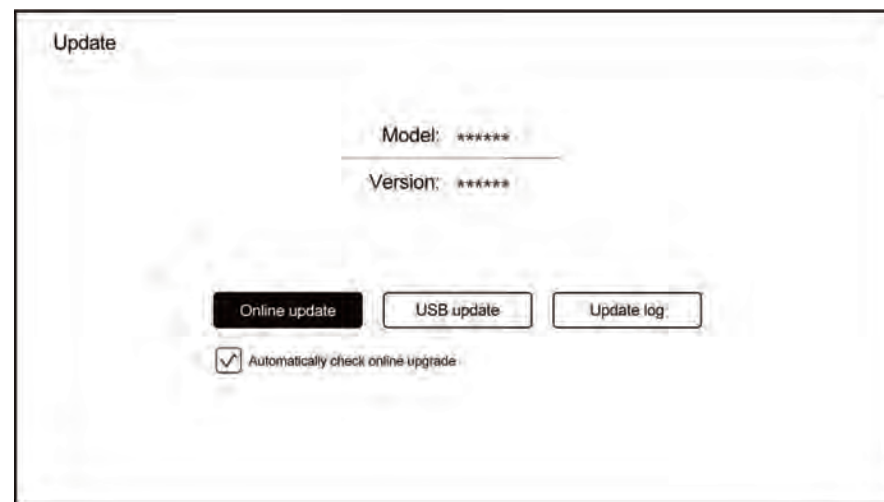 Update
Model: ******
Version: ******
Online update USB update Update log
Automatically check online upgrade